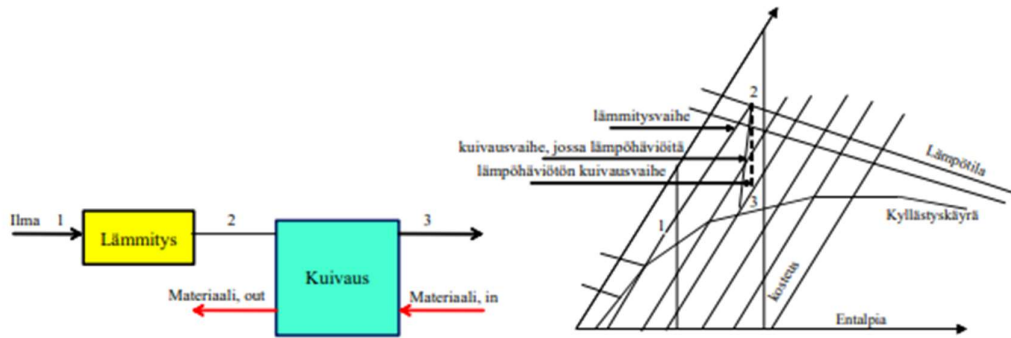 Ilma 1
Lämmitys
2
3
Kuivaus
Materiaali, out
Materiaali, in
2
lämmitysvaihe
kuivausvaihe, jossa lämpöhäviöitä
lämpöhäviötön kuivausvaihe
Lämpötila
3
Kyllästyskäyrä
1
kosteus
Entalpia